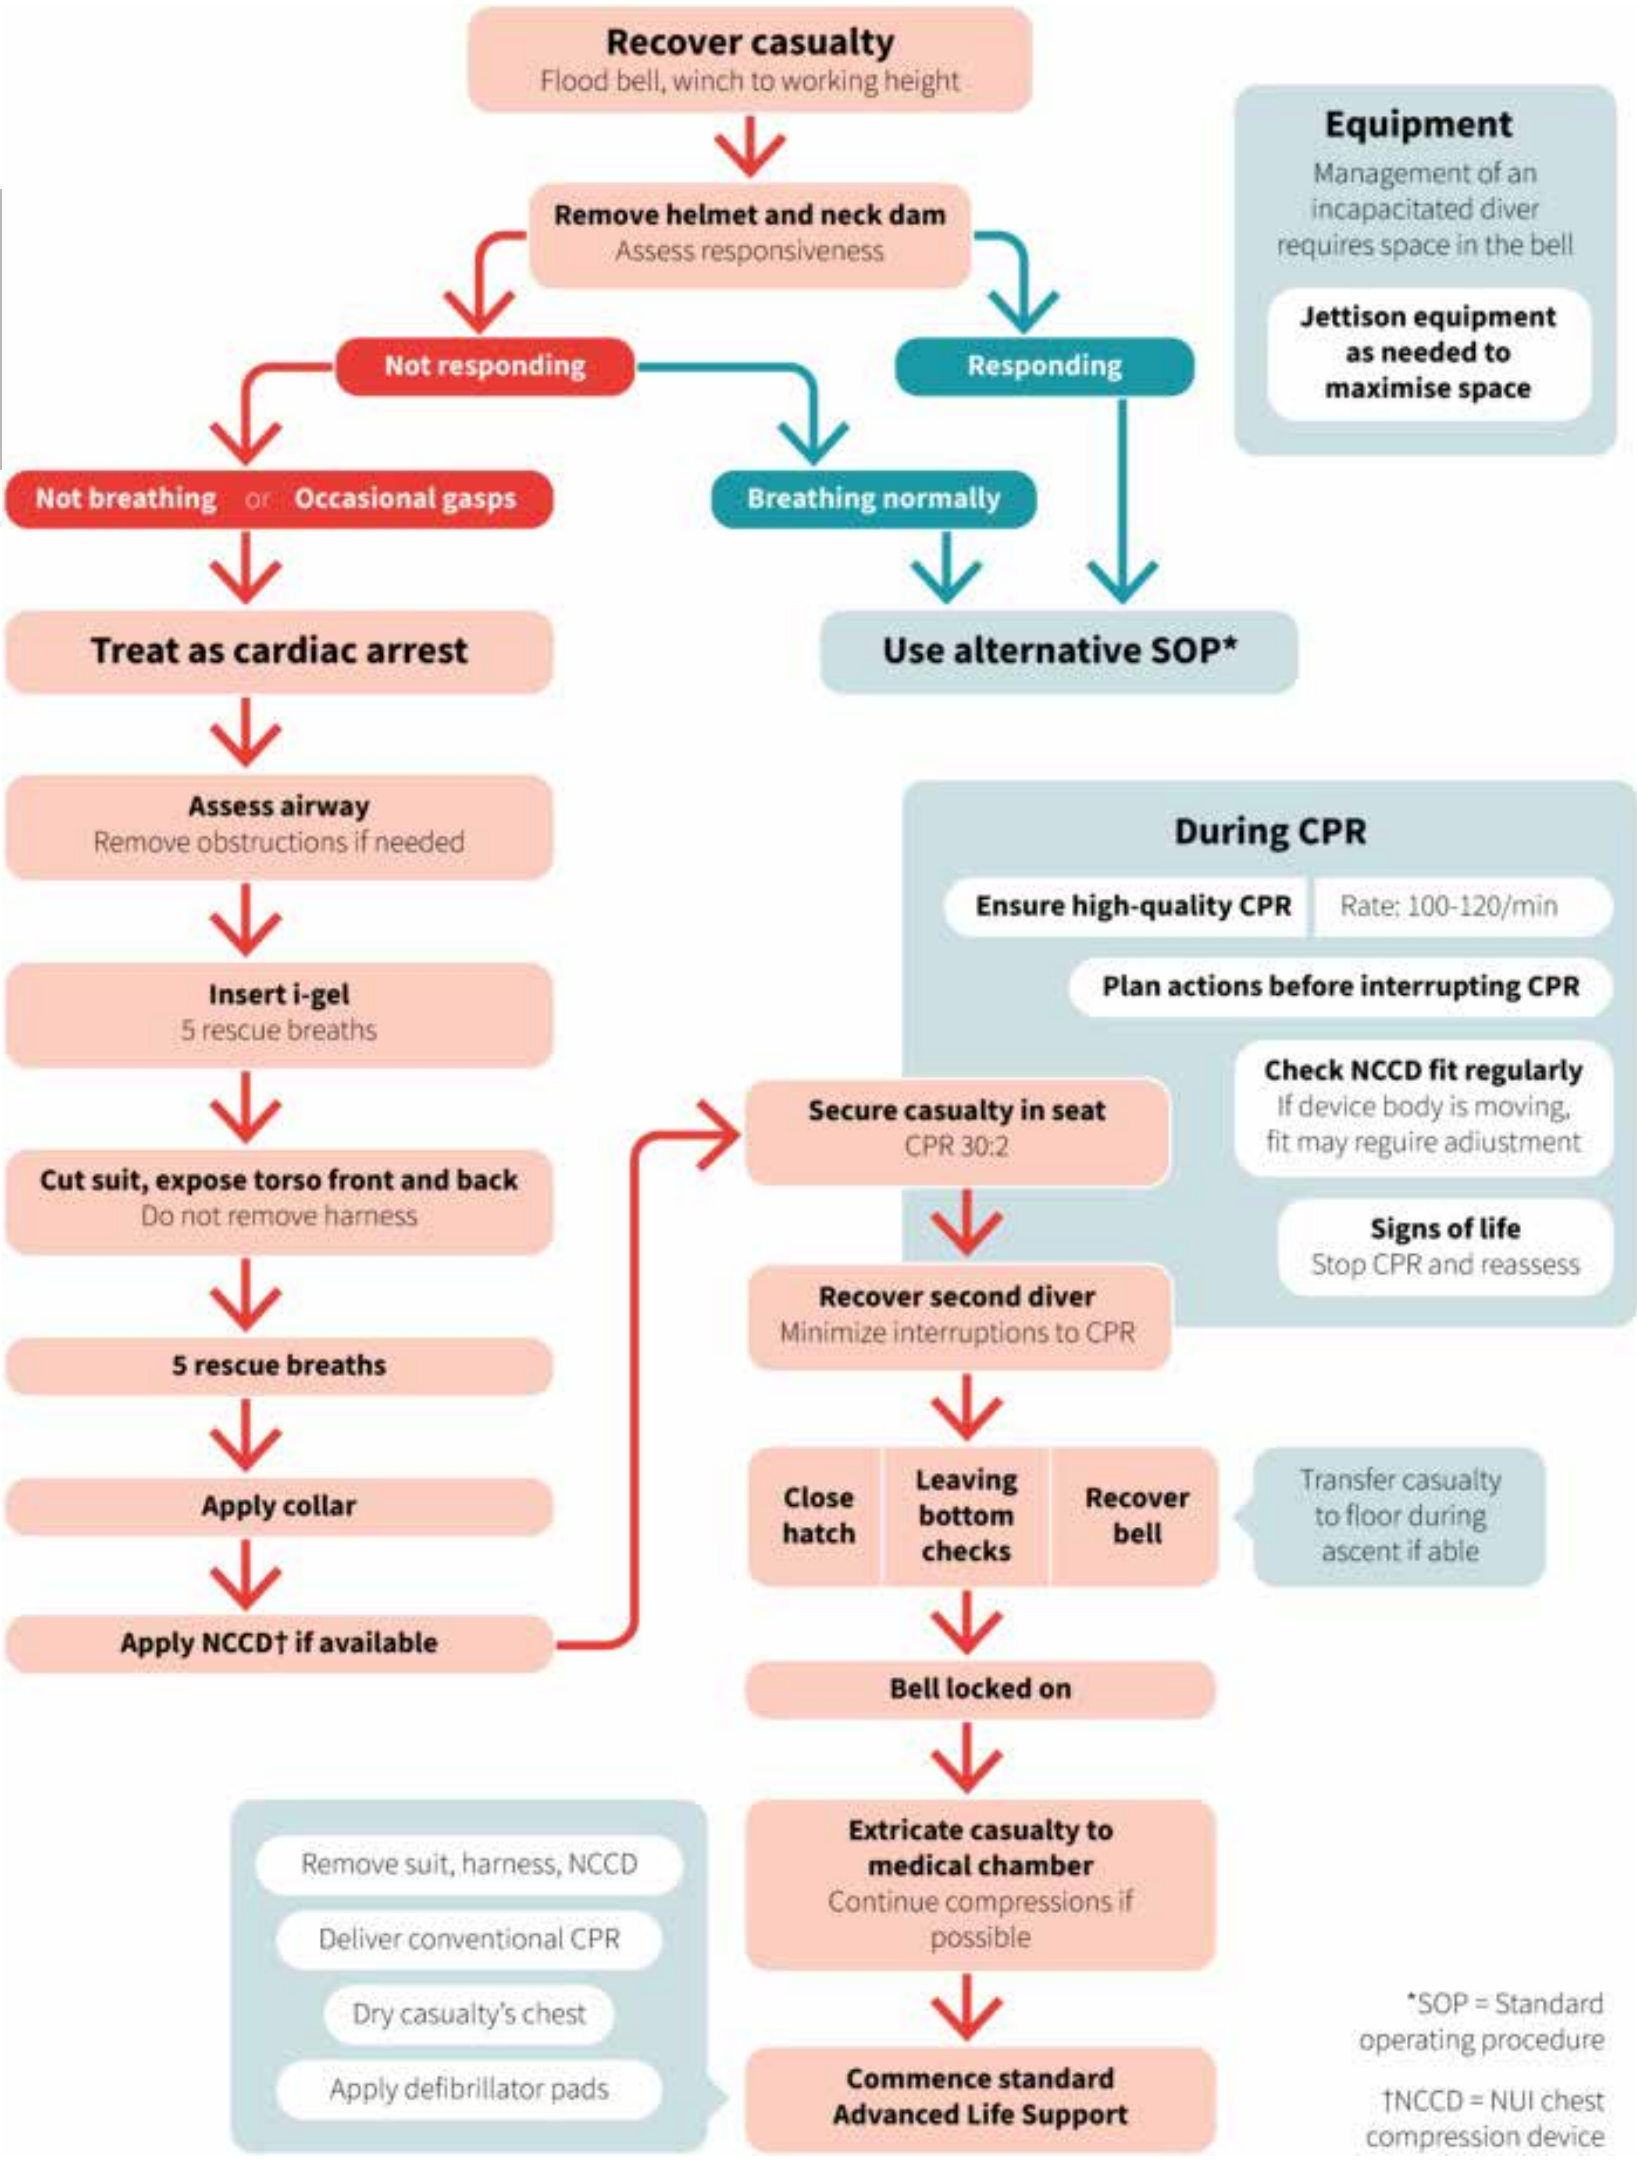 Recover casualty
Flood bell, winch to working height
Equipment
Management of an
incapacitated diver
requires space in the bell
Jettison equipment
as needed to
maximise space
Remove helmet and neck dam
Assess responsiveness
Not responding
Responding
Not breathing or Occasional gasps
Breathing normally
Treat as cardiac arrest
Use alternative SOP*
Assess airway
Remove obstructions if needed
Insert i-gel
5 rescue breaths
Cut suit, expose torso front and back
Do not remove harness
5 rescue breaths
Apply collar
Apply NCCD† if available
During CPR
Ensure high-quality CPR
Rate: 100-120/min
Plan actions before interrupting CPR
Check NCCD fit regularly
If device body is moving,
fit may reguire adiustment
Signs of life
Stop CPR and reassess
Secure casualty in seat
CPR 30:2
Recover second diver
Minimize interruptions to CPR
Close
hatch
Leaving
bottom
checks
Recover
bell
Transfer casualty
to floor during
ascent if able
Bell locked on
Extricate casualty to
medical chamber
Continue compressions if
possible
Remove suit, harness, NCCD
Deliver conventional CPR
Dry casualty's chest
Apply defibrillator pads
Commence standard
Advanced Life Support
*SOP = Standard
operating procedure
†NCCD = NUI chest
compression device